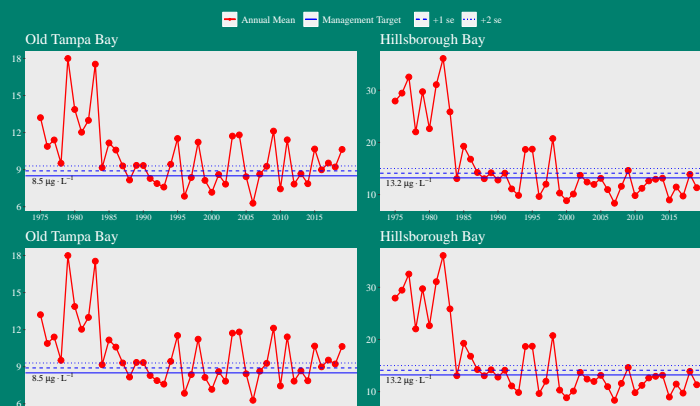 Annual Mean Management Target +1 se +2 se
Old Tampa Bay Hillsborough Bay
18
15
12
9
6
8.5 μg · L⁻¹
1975 1980 1985 1990 1995 2000 2005 2010 2015
30
20
10
13.2 μg · L⁻¹
1975 1980 1985 1990 1995 2000 2005 2010 2015
Old Tampa Bay Hillsborough Bay
18
15
12
9
6
8.5 μg · L⁻¹
30
20
10
13.2 μg · L⁻¹